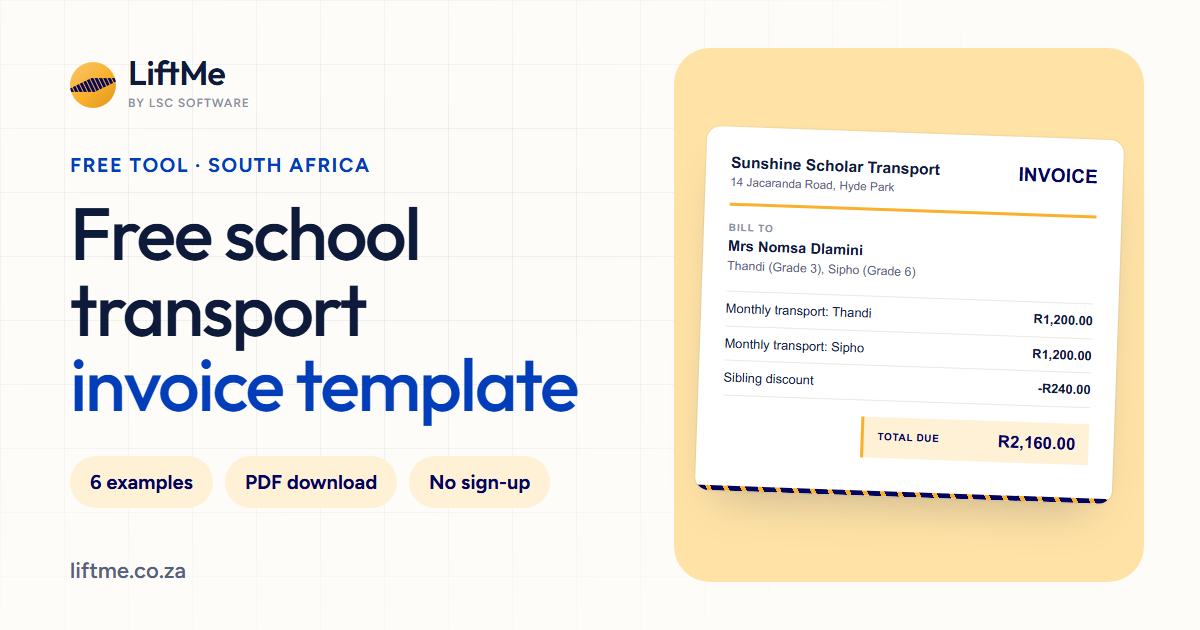 LiftMe
BY LSC SOFTWARE
FREE TOOL · SOUTH AFRICA
Free school
transport
invoice template
6 examples
PDF download
No sign-up
liftme.co.za
Sunshine Scholar Transport
INVOICE
14 Jacaranda Road, Hyde Park
BILL TO
Mrs Nomsa Dlamini
Thandi (Grade 3), Sipho (Grade 6)
Monthly transport: Thandi R1,200.00
Monthly transport: Sipho R1,200.00
Sibling discount -R240.00
TOTAL DUE R2,160.00